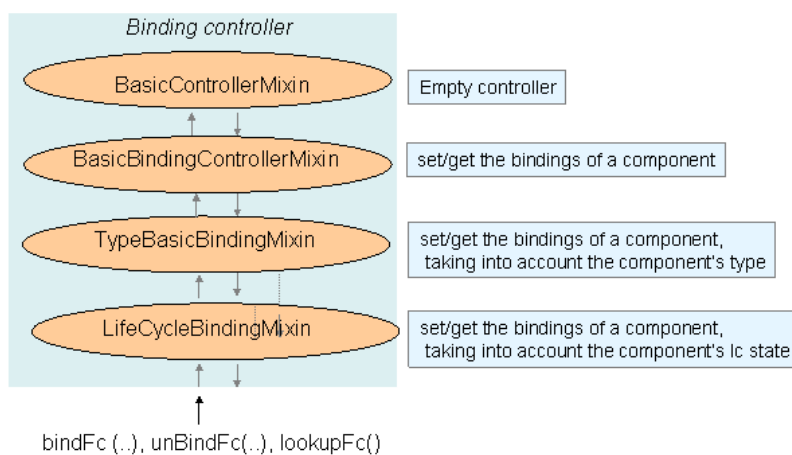 Binding controller
BasicControllerMixin
Empty controller
BasicBindingControllerMixin
set/get the bindings of a component
TypeBasicBindingMixin
set/get the bindings of a component,
taking into account the component's type
LifeCycleBindingMixin
set/get the bindings of a component,
taking into account the component's lc state
bindFc (..), unBindFc(..), lookupFc()